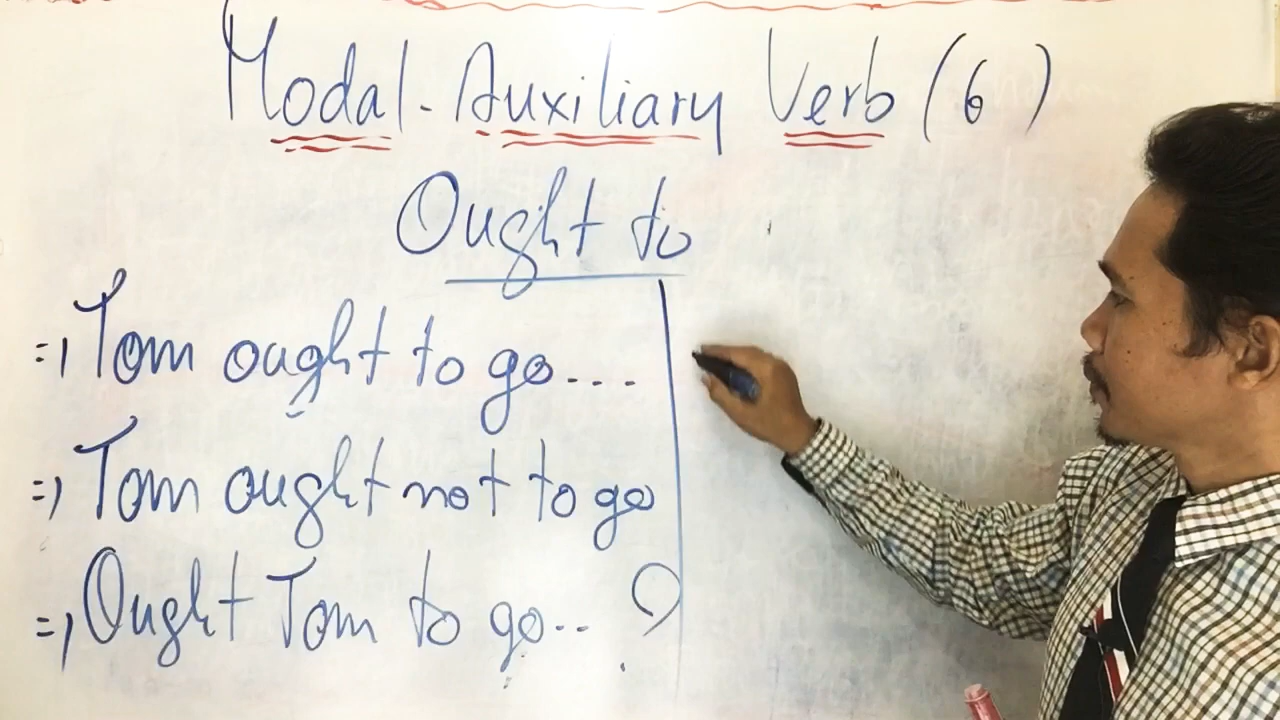 Modal-Auxiliary Verb (6)
Ought to
=, Tom ought to go...
=, Tom ought not to go
=, Ought Tom to go.. ?